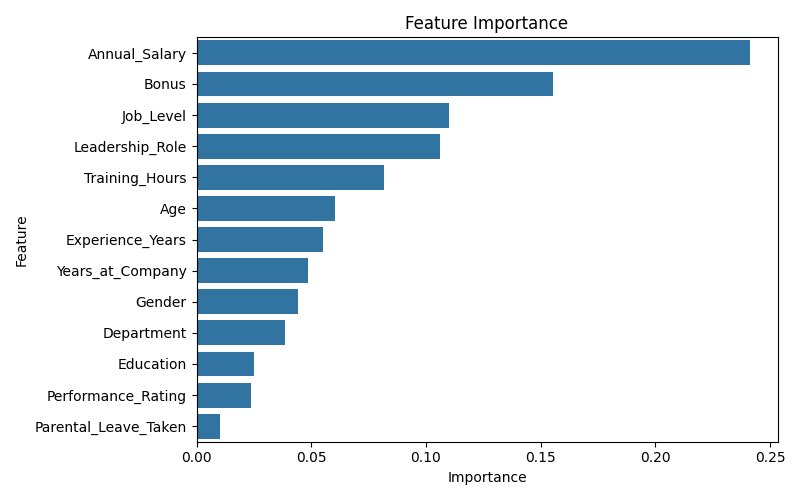 Feature Importance
Feature
Annual_Salary
Bonus
Job_Level
Leadership_Role
Training_Hours
Age
Experience_Years
Years_at_Company
Gender
Department
Education
Performance_Rating
Parental_Leave_Taken
0.00 0.05 0.10 0.15 0.20 0.25
Importance